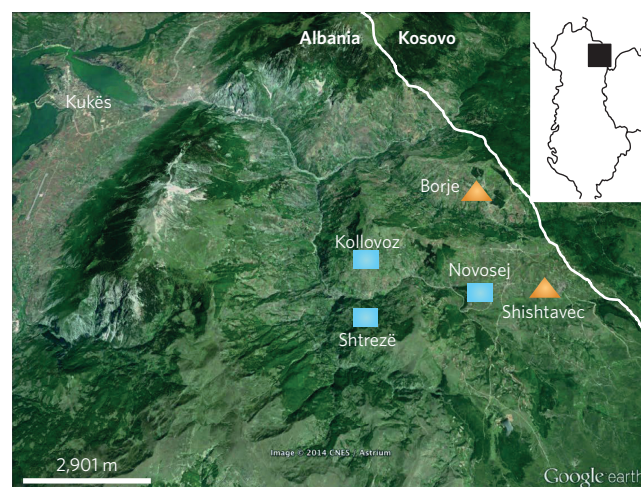 Albania Kosovo
Kukës
Borje
Kollovoz
Novosej
Shishtavec
Shtrezë
Image © 2014 CNES / Astrium
2,901 m
Google earth